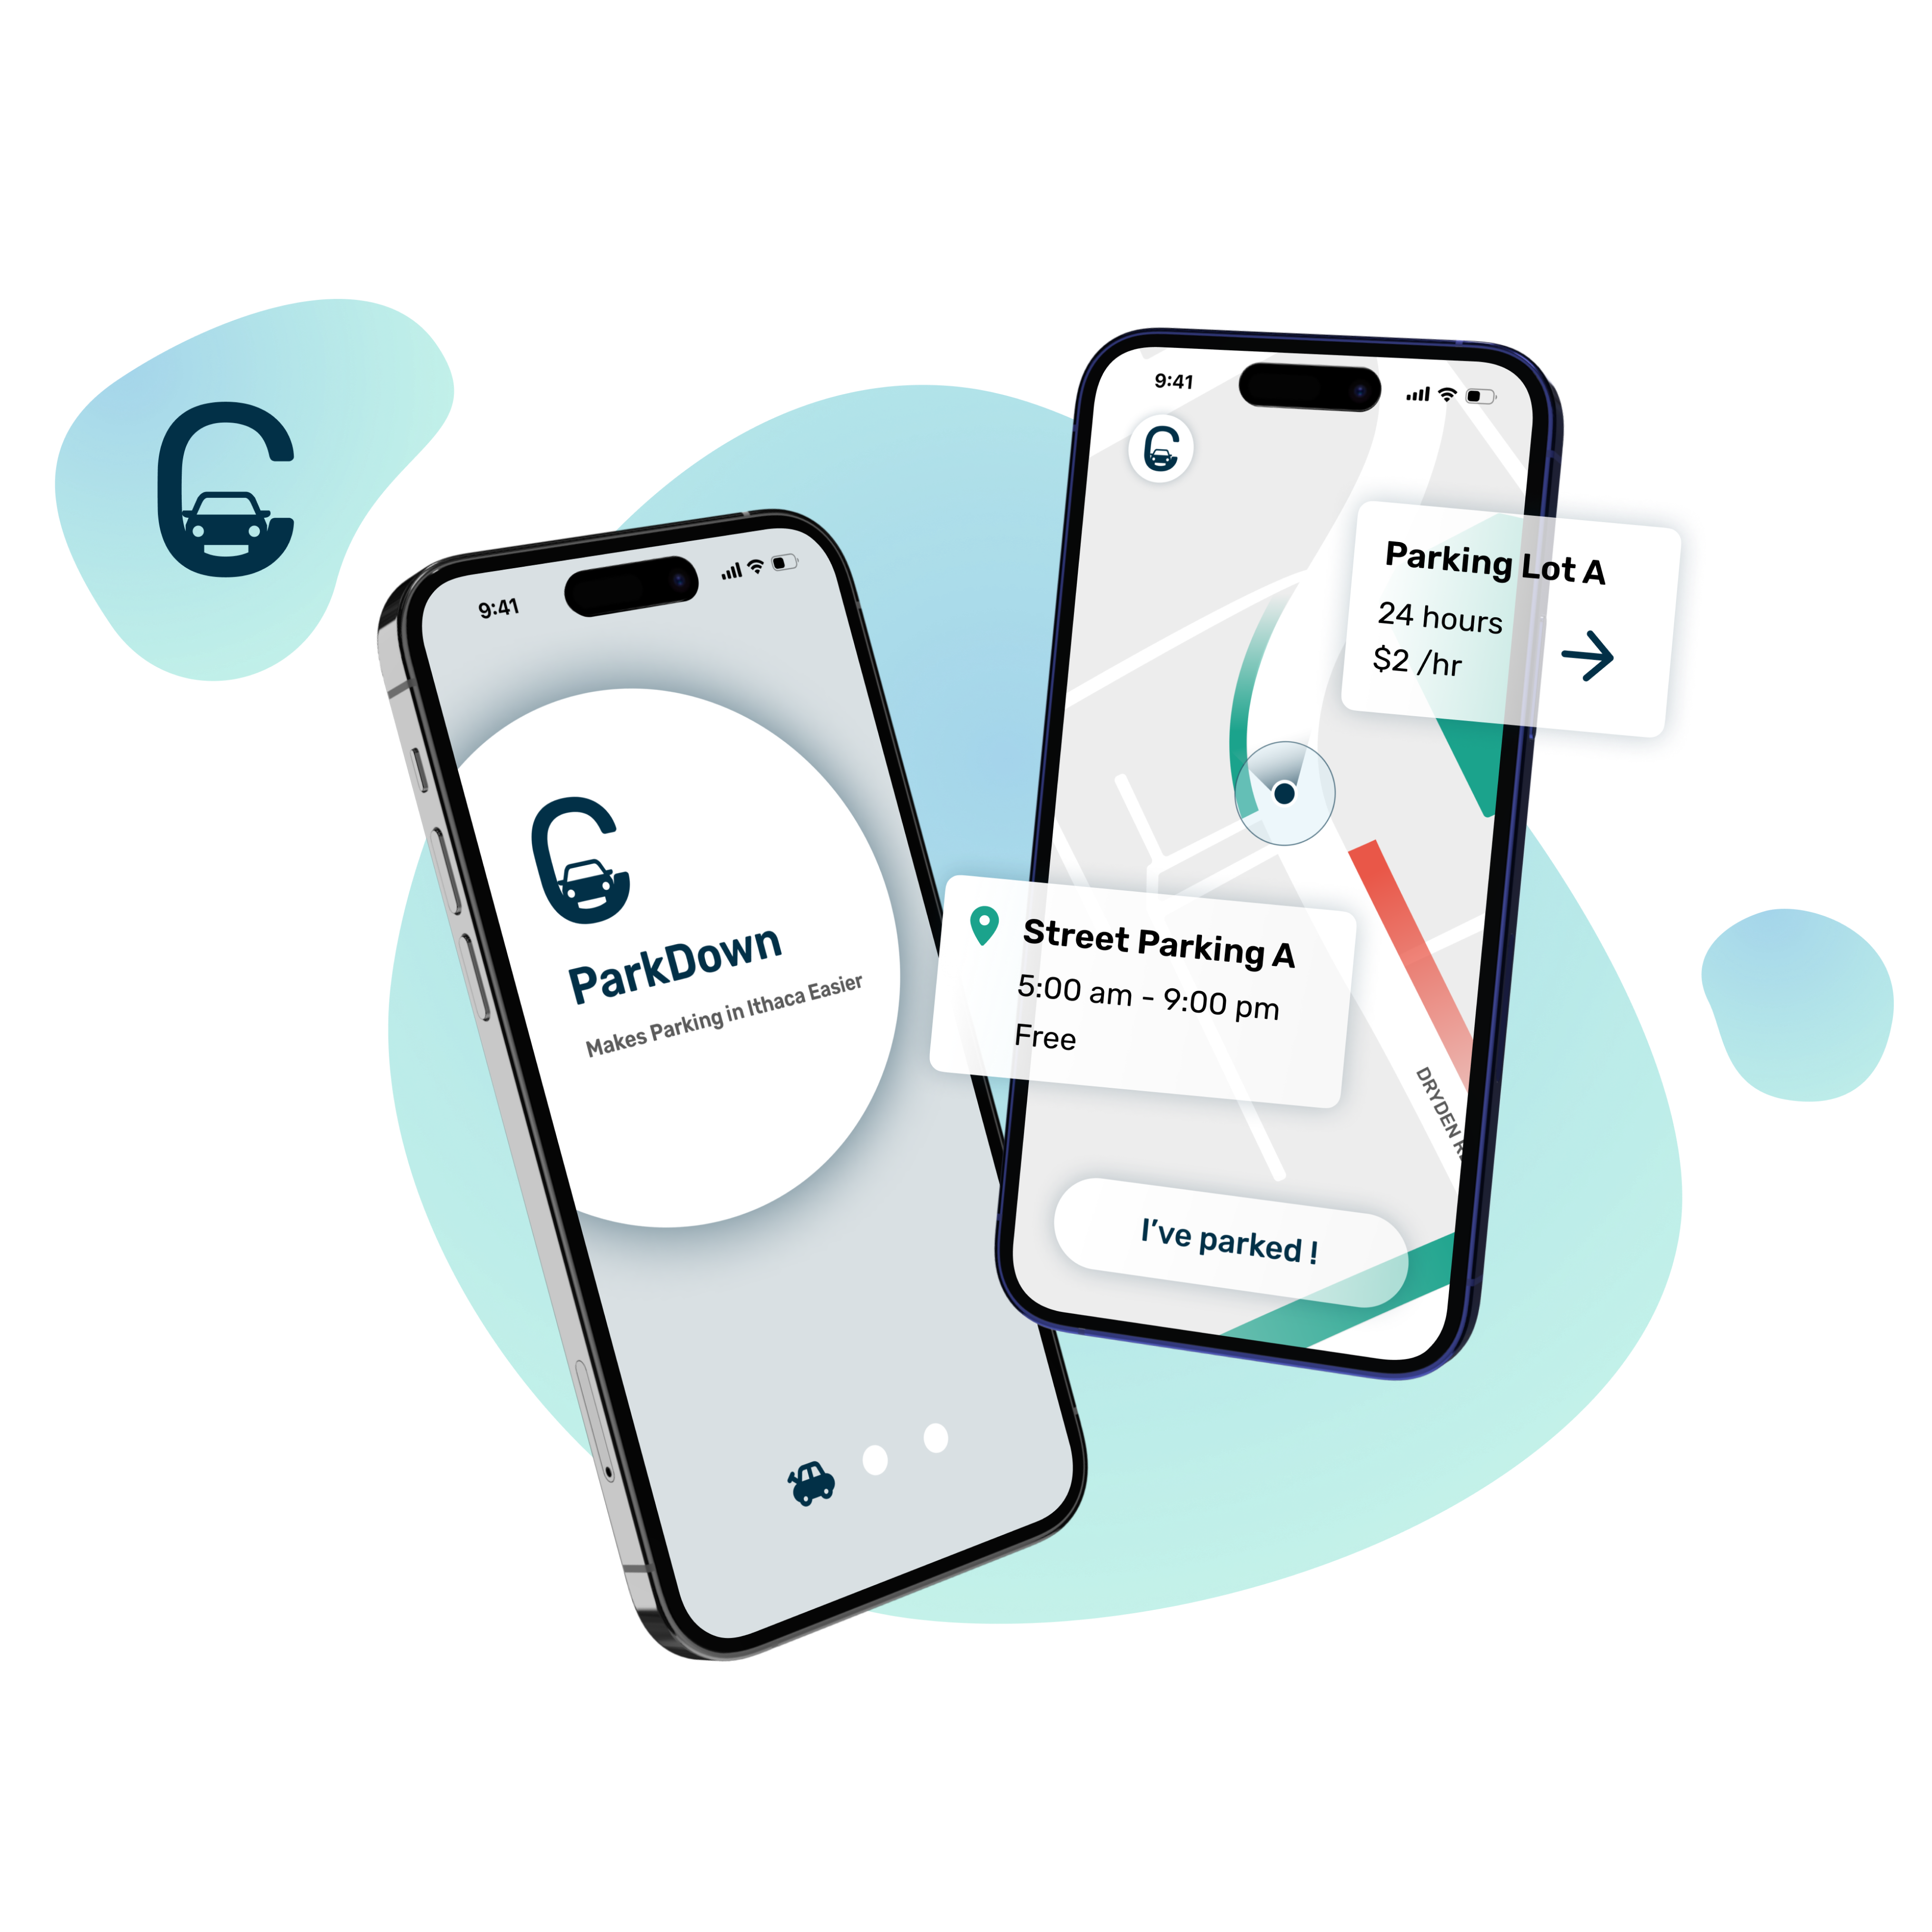 9:41
ParkDown
Makes Parking in Ithaca Easier
9:41
Parking Lot A
24 hours
$2 /hr
Street Parking A
5:00 am - 9:00 pm
Free
DRYDEN
I've parked !